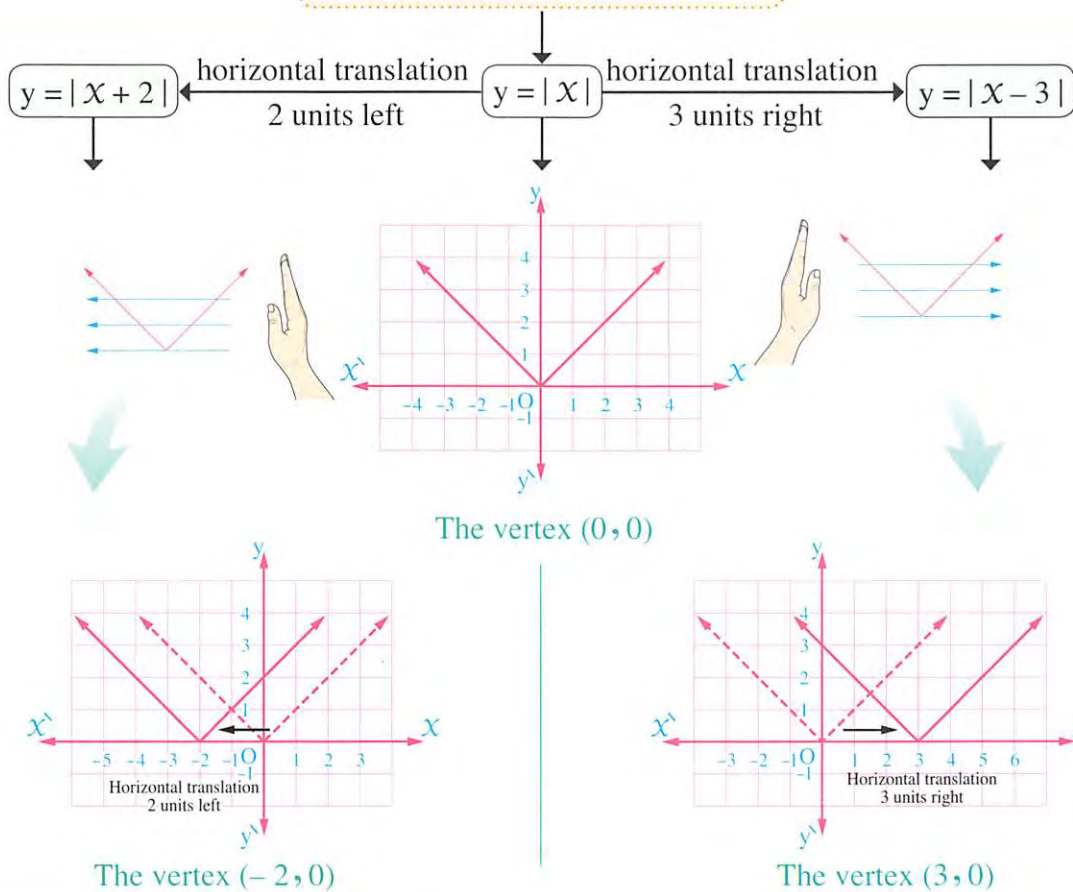 horizontal translation
horizontal translation
y = | x + 2 |
y = | x |
y = | x – 3 |
2 units left
3 units right
y
4
3
2
1
x` -4 -3 -2 -1 O 1 2 3 4 x
-1
y`
The vertex (0, 0)
y
4
3
2
1
x` x
-5 -3 -2 -1 O 1 2 3
-1
Horizontal translation
2 units left
y`
The vertex (– 2, 0)
y
4
3
2
1
x`
-3 -2 -1 O 1 2 3 4 5 6
-1
Horizontal translation
3 units right
y`
The vertex (3, 0)